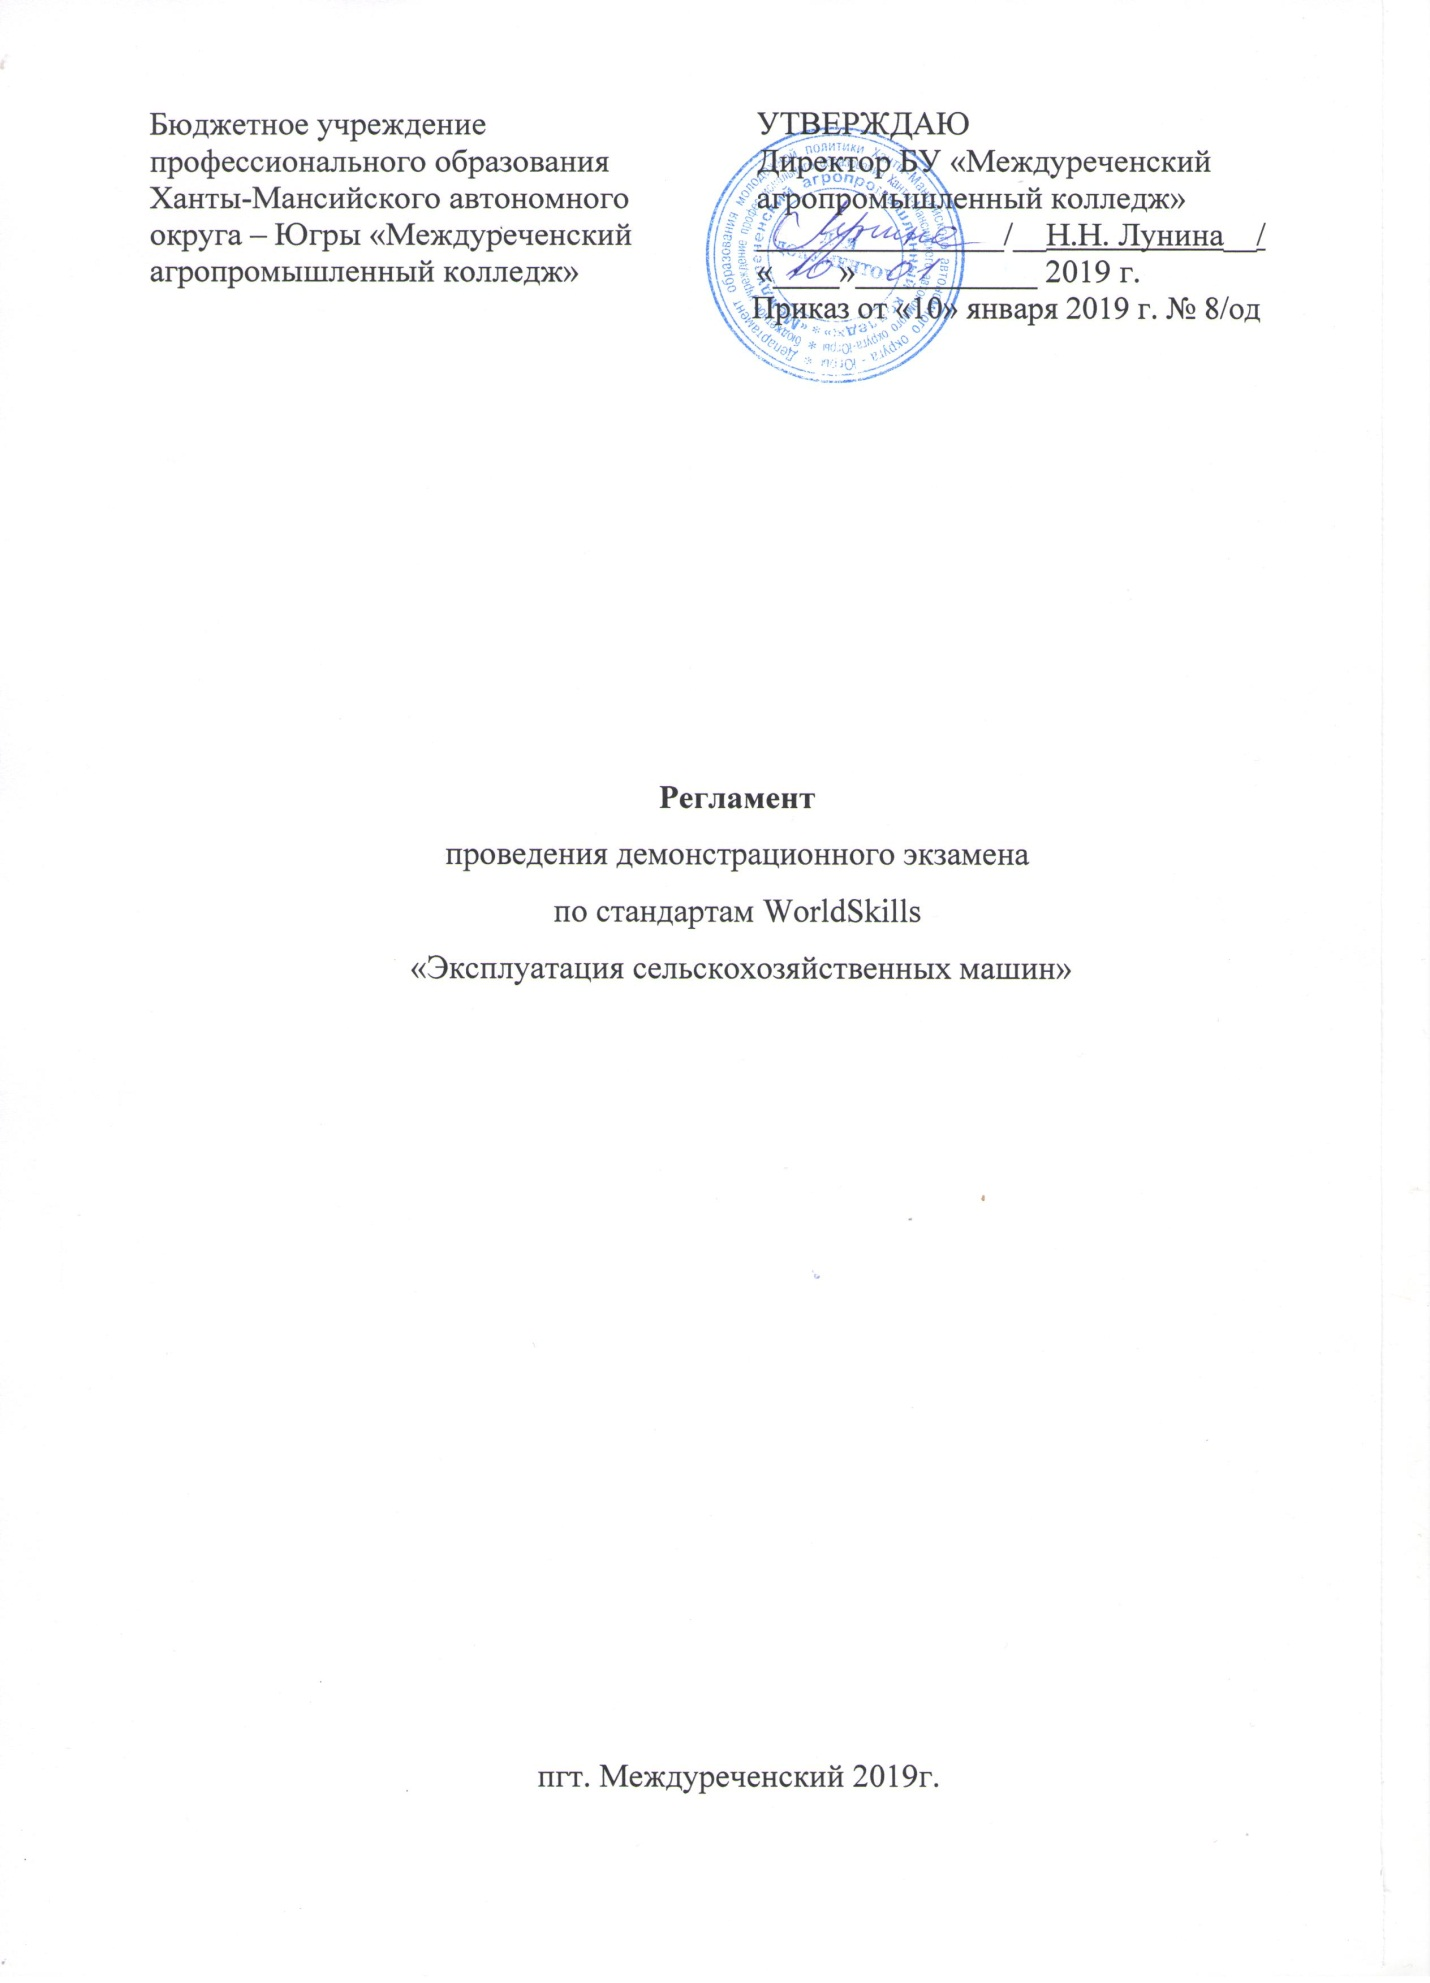 Бюджетное учреждение
профессионального образования
Ханты-Мансийского автономного
округа – Югры «Междуреченский
агропромышленный колледж»
УТВЕРЖДАЮ
Директор БУ «Междуреченский
агропромышленный колледж»
/ Н.Н. Лунина /
«10» 01 2019 г.
Приказ от «10» января 2019 г. № 8/од
Регламент
проведения демонстрационного экзамена
по стандартам WorldSkills
«Эксплуатация сельскохозяйственных машин»
пгт. Междуреченский 2019г.